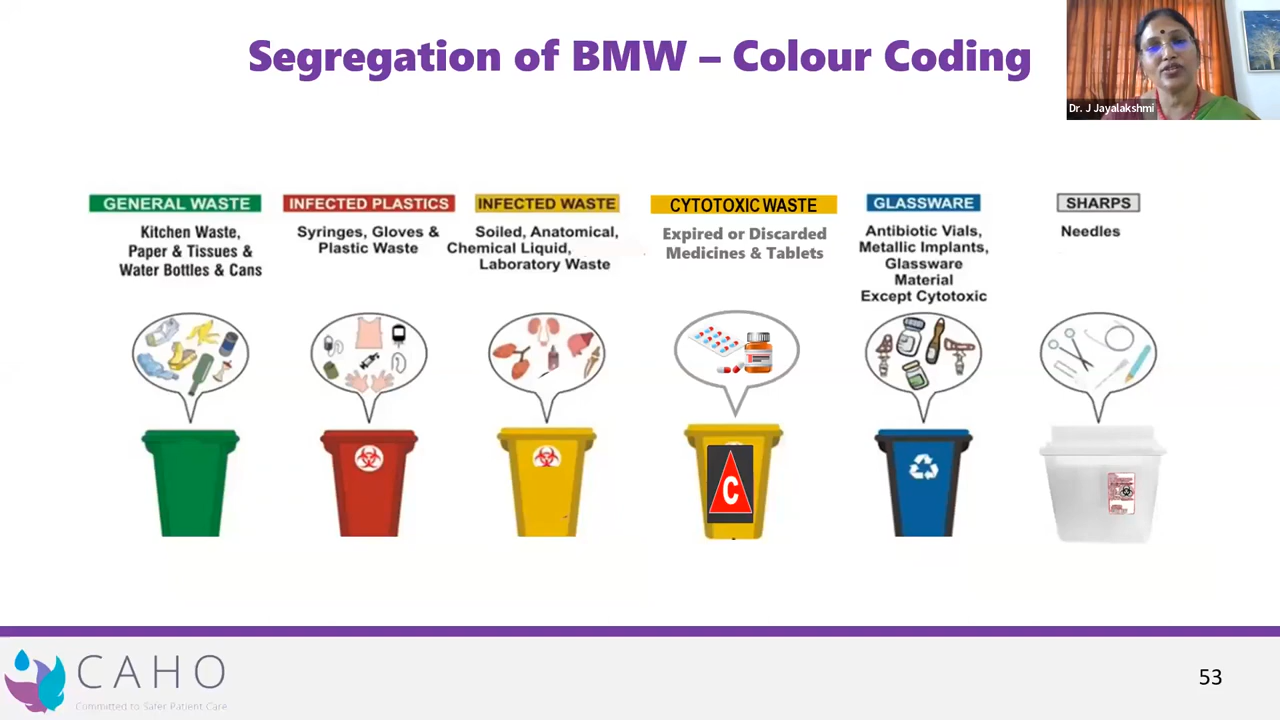 Segregation of BMW – Colour Coding
Dr. J Jayalakshmi
GENERAL WASTE
Kitchen Waste,
Paper & Tissues &
Water Bottles & Cans
INFECTED PLASTICS
Syringes, Gloves &
Plastic Waste
INFECTED WASTE
Soiled, Anatomical,
Chemical Liquid,
Laboratory Waste
CYTOTOXIC WASTE
Expired or Discarded
Medicines & Tablets
C
GLASSWARE
Antibiotic Vials,
Metallic Implants,
Glassware
Material
Except Cytotoxic
SHARPS
Needles
CAHO
Committed to Safer Patient Care
53